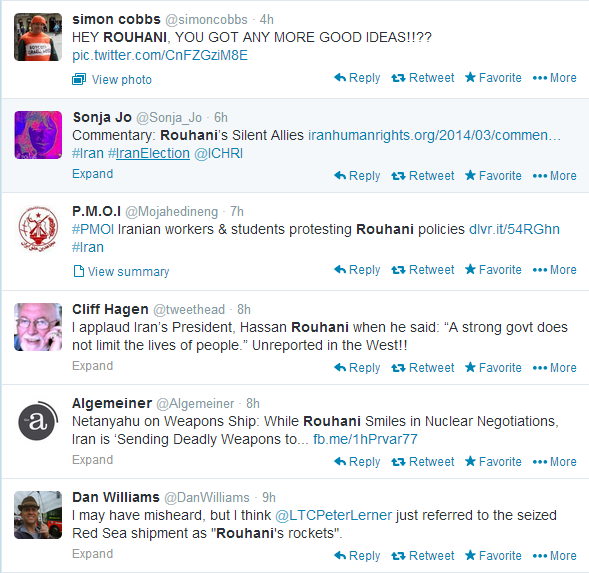 simon cobbs @simoncobbs · 4h
HEY ROUHANI, YOU GOT ANY MORE GOOD IDEAS!!??
pic.twitter.com/CnFZGziM8E
View photo
Reply Retweet Favorite More
Sonja Jo @Sonja_Jo · 6h
Commentary: Rouhani's Silent Allies iranhumanrights.org/2014/03/commen…
#Iran #IranElection @ICHRI
Expand
Reply Retweet Favorite More
P.M.O.I @Mojahedineng · 7h
#PMOI Iranian workers & students protesting Rouhani policies dlvr.it/54RGhn
#Iran
View summary
Reply Retweet Favorite More
Cliff Hagen @tweethead · 8h
I applaud Iran's President, Hassan Rouhani when he said: “A strong govt does
not limit the lives of people.” Unreported in the West!!
Expand
Reply Retweet Favorite More
a
Algemeiner @Algemeiner · 8h
Netanyahu on Weapons Ship: While Rouhani Smiles in Nuclear Negotiations,
Iran is ‘Sending Deadly Weapons to... fb.me/1hPrvar77
Expand
Reply Retweet Favorite More
Dan Williams @DanWilliams · 9h
I may have misheard, but I think @LTCPeterLerner just referred to the seized
Red Sea shipment as "Rouhani's rockets".
Expand
Reply Retweet Favorite More